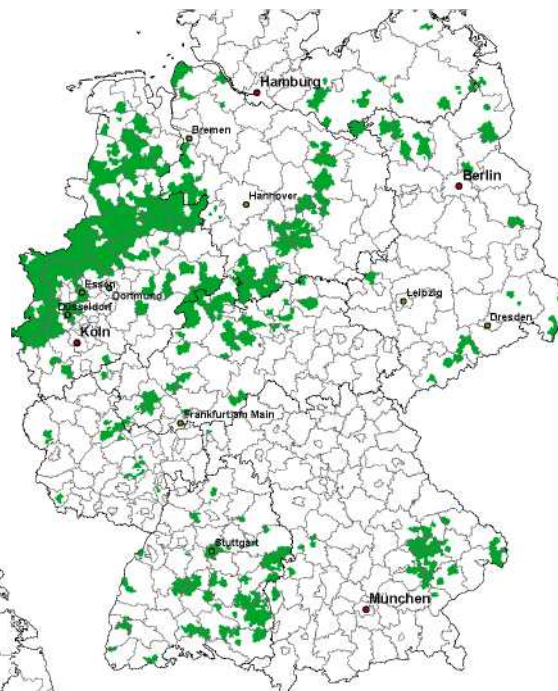 Hamburg
Bremen
Berlin
Hannover
Essen
Dortmund
Düsseldorf
Leipzig
Köln
Dresden
Frankfurt am Main
Stuttgart
München